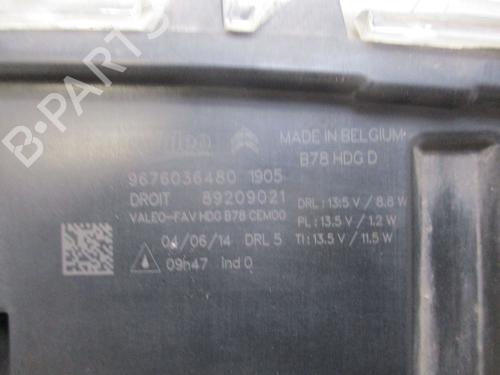 B-PARTS
MADE IN BELGIUM
B78 HDG D
9676036480 1905
DROIT 89209021
DRL : 13.5 V / 8.8 W
VALEO-FAV HDG B78 CEM00
PL : 13.5 V / 1.2 W
04/06/14 DRL 5
TI : 13.5 V / 11.5 W
09h47 Ind 0